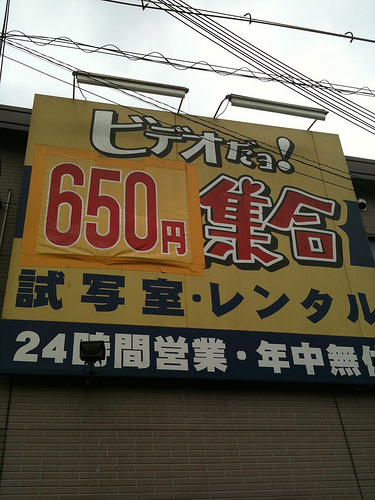 ビデオだョ!
650円 集合
試写室・レンタル
24時間営業・年中無